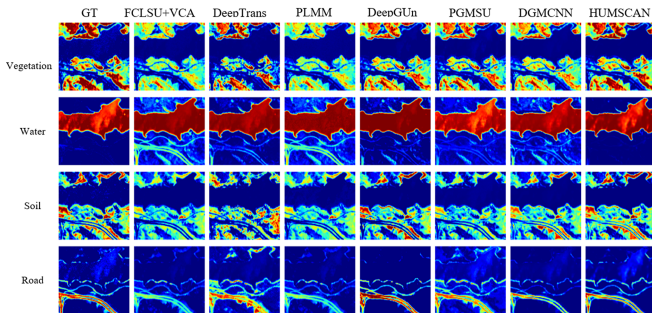 GT FCLSU+VCA DeepTrans PLMM DeepGUn PGMSU DGMCNN HUMSCAN
Vegetation
Water
Soil
Road